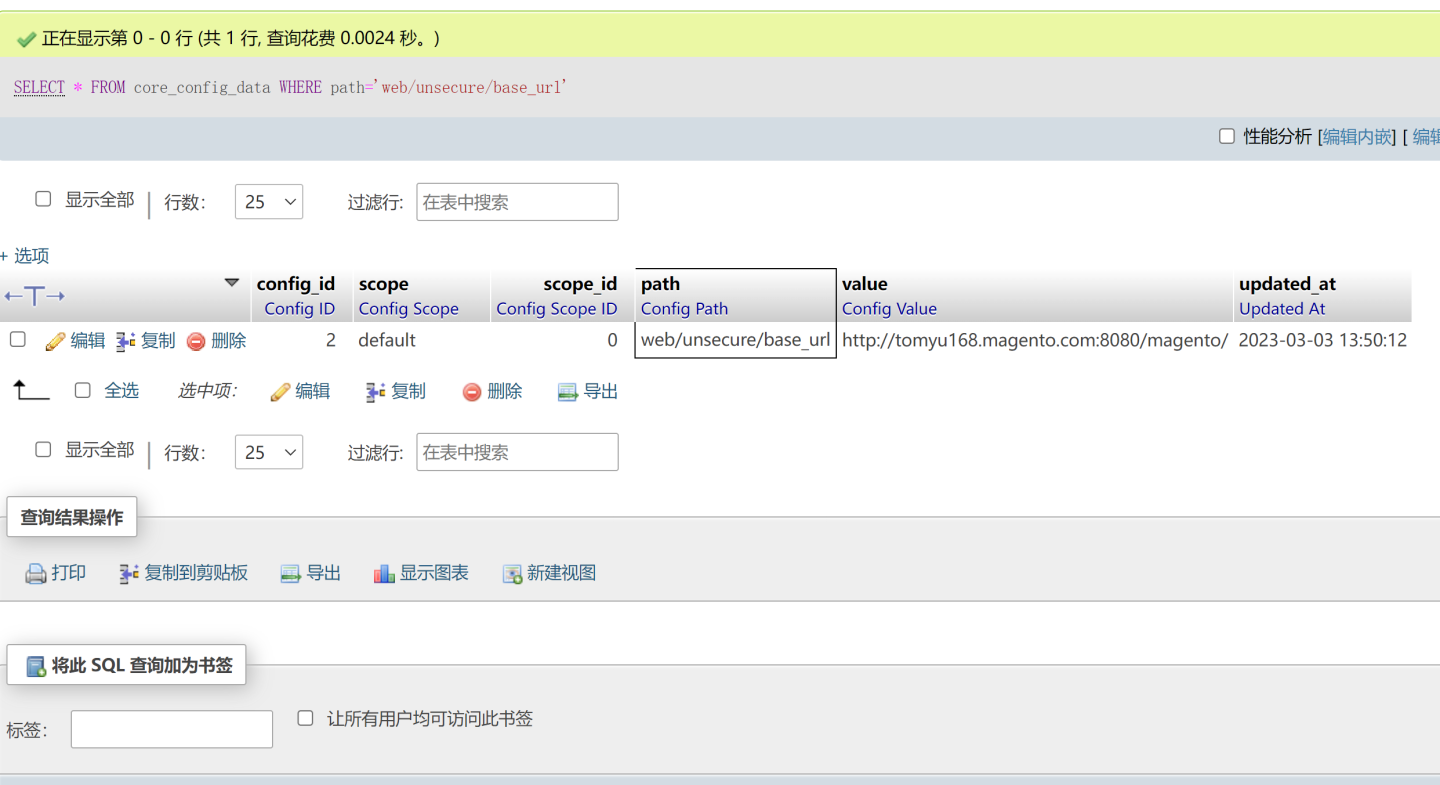 正在显示第 0 - 0 行 (共 1 行, 查询花费 0.0024 秒。)
SELECT * FROM core_config_data WHERE path='web/unsecure/base_url'
性能分析 [编辑内嵌] [ 编辑
显示全部 | 行数: 25 过滤行: 在表中搜索
+ 选项
←T→ config_id scope scope_id path value updated_at
Config ID Config Scope Config Scope ID Config Path Config Value Updated At
编辑 复制 删除 2 default 0 web/unsecure/base_url http://tomyu168.magento.com:8080/magento/ 2023-03-03 13:50:12
全选 选中项: 编辑 复制 删除 导出
显示全部 | 行数: 25 过滤行: 在表中搜索
查询结果操作
打印 复制到剪贴板 导出 显示图表 新建视图
将此 SQL 查询加为书签
标签: 让所有用户均可访问此书签